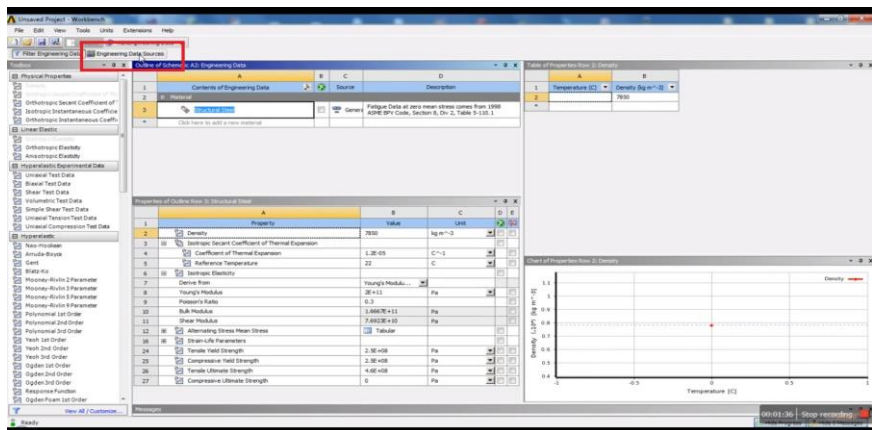 Unsaved Project - Workbench
File Edit View Tools Units Extensions Help
Filter Engineering Data Engineering Data Sources
Toolbox
Physical Properties
Orthotropic Secant Coefficient of
Isotropic Instantaneous Coefficie
Orthotropic Instantaneous Coeffi
Linear Elastic
Orthotropic Elasticity
Anisotropic Elasticity
Hyperelastic Experimental Data
Uniaxial Test Data
Biaxial Test Data
Shear Test Data
Volumetric Test Data
Simple Shear Test Data
Uniaxial Tension Test Data
Uniaxial Compression Test Data
Hyperelastic
Neo-Hookean
Arruda-Boyce
Gent
Blatz-Ko
Mooney-Rivlin 2 Parameter
Mooney-Rivlin 3 Parameter
Mooney-Rivlin 5 Parameter
Mooney-Rivlin 9 Parameter
Polynomial 1st Order
Polynomial 2nd Order
Polynomial 3rd Order
Yeoh 1st Order
Yeoh 2nd Order
Yeoh 3rd Order
Ogden 1st Order
Ogden 2nd Order
Ogden 3rd Order
Response Function
Ogden Foam 1st Order
View All / Customize...
Ready
Outline of Schematic A2: Engineering Data
A B C D
1 Contents of Engineering Data Source Description
2 Material
3 Structural Steel Gener Fatigue Data at zero mean stress comes from 1998
ASME BPV Code, Section 8, Div 2, Table 5-110.1
* Click here to add a new material
Properties of Outline Row 3: Structural Steel
A B C D E
1 Property Value Unit
2 Density 7850 kg m^-3
3 Isotropic Secant Coefficient of Thermal Expansion
4 Coefficient of Thermal Expansion 1.2E-05 C^-1
5 Reference Temperature 22 C
6 Isotropic Elasticity
7 Derive from Young's Modulu...
8 Young's Modulus 2E+11 Pa
9 Poisson's Ratio 0.3
10 Bulk Modulus 1.6667E+11 Pa
11 Shear Modulus 7.6923E+10 Pa
12 Alternating Stress Mean Stress Tabular
16 Strain-Life Parameters
24 Tensile Yield Strength 2.5E+08 Pa
25 Compressive Yield Strength 2.5E+08 Pa
26 Tensile Ultimate Strength 4.6E+08 Pa
27 Compressive Ultimate Strength 0 Pa
Messages
Table of Properties Row 2: Density
A B
1 Temperature (C) Density (kg m^-3)
2 7850
*
Chart of Properties Row 2: Density
Density
1.1
1
0.9
0.8
0.7
0.6
0.5
0.4
-1 -0.5 0 0.5 1
Temperature [C]
00:01:36 Stop recording